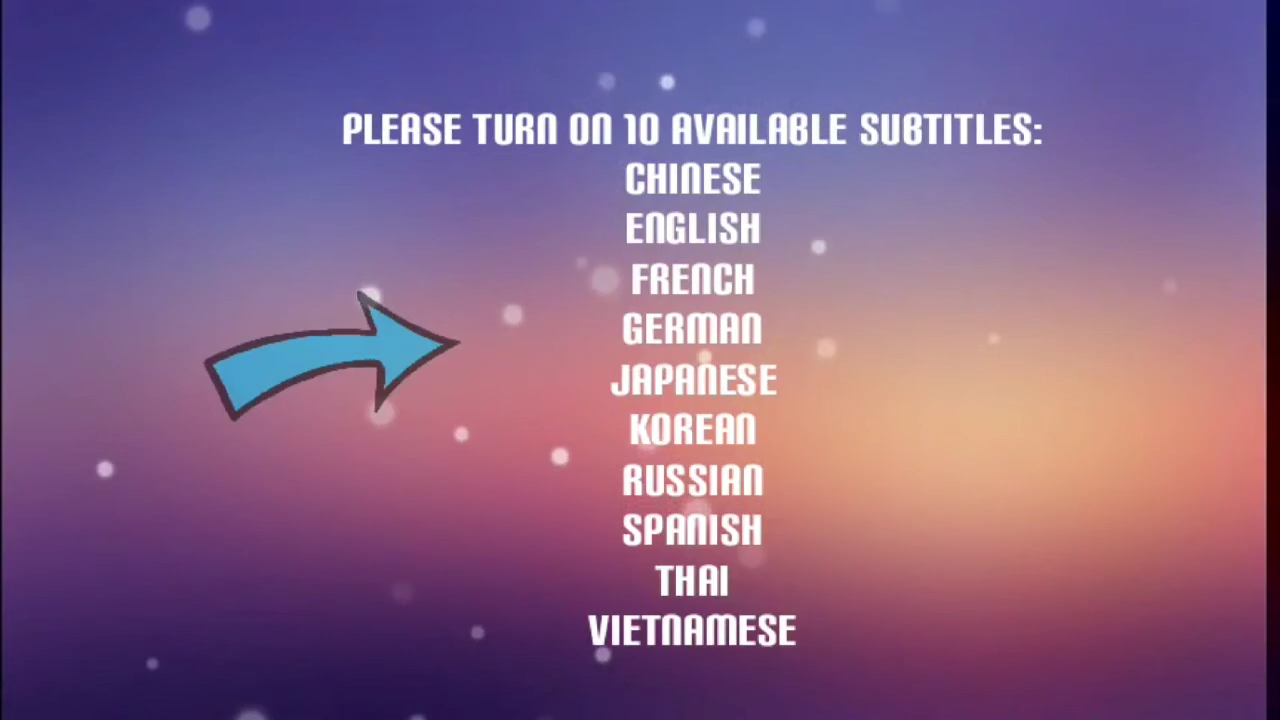 PLEASE TURN ON 10 AVAILABLE SUBTITLES:
CHINESE
ENGLISH
FRENCH
GERMAN
JAPANESE
KOREAN
RUSSIAN
SPANISH
THAI
VIETNAMESE